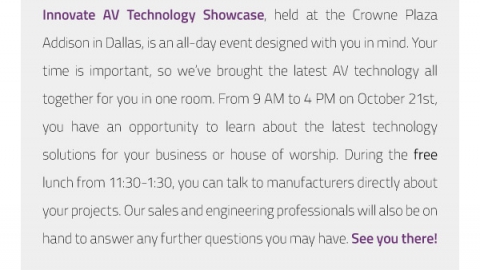 Innovate AV Technology Showcase, held at the Crowne Plaza
Addison in Dallas, is an all-day event designed with you in mind. Your
time is important, so we've brought the latest AV technology all
together for you in one room. From 9 AM to 4 PM on October 21st,
you have an opportunity to learn about the latest technology
solutions for your business or house of worship. During the free
lunch from 11:30-1:30, you can talk to manufacturers directly about
your projects. Our sales and engineering professionals will also be on
hand to answer any further questions you may have. See you there!